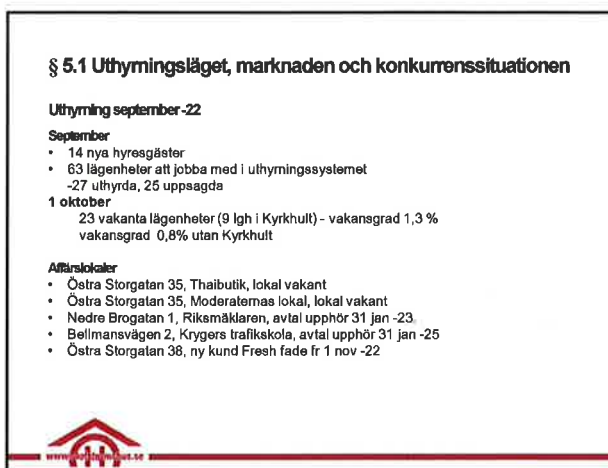 § 5.1 Uthyrningsläget, marknaden och konkurrenssituationen
Uthyrning september -22
September
• 14 nya hyresgäster
• 63 lägenheter att jobba med i uthyrningssystemet
-27 uthyrda, 25 uppsagda
1 oktober
23 vakanta lägenheter (9 lgh i Kyrkhult) - vakansgrad 1,3 %
vakansgrad 0,8% utan Kyrkhult
Affärslokaler
• Östra Storgatan 35, Thaibutik, lokal vakant
• Östra Storgatan 35, Moderaternas lokal, lokal vakant
• Nedre Brogatan 1, Riksmäklaren, avtal upphör 31 jan -23
• Bellmansvägen 2, Krygers trafikskola, avtal upphör 31 jan -25
• Östra Storgatan 38, ny kund Fresh fade fr 1 nov -22